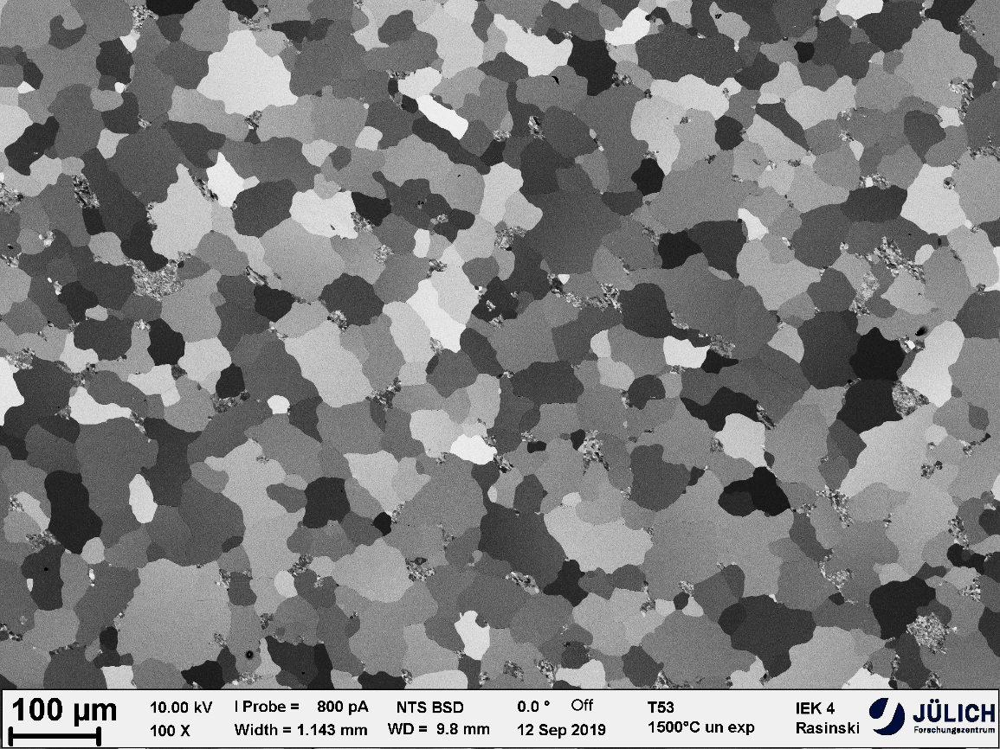 100 µm
10.00 kV I Probe = 800 pA NTS BSD 0.0 ° Off T53 IEK 4 JÜLICH
100 X Width = 1.143 mm WD = 9.8 mm 12 Sep 2019 1500°C un exp Rasinski Forschungszentrum